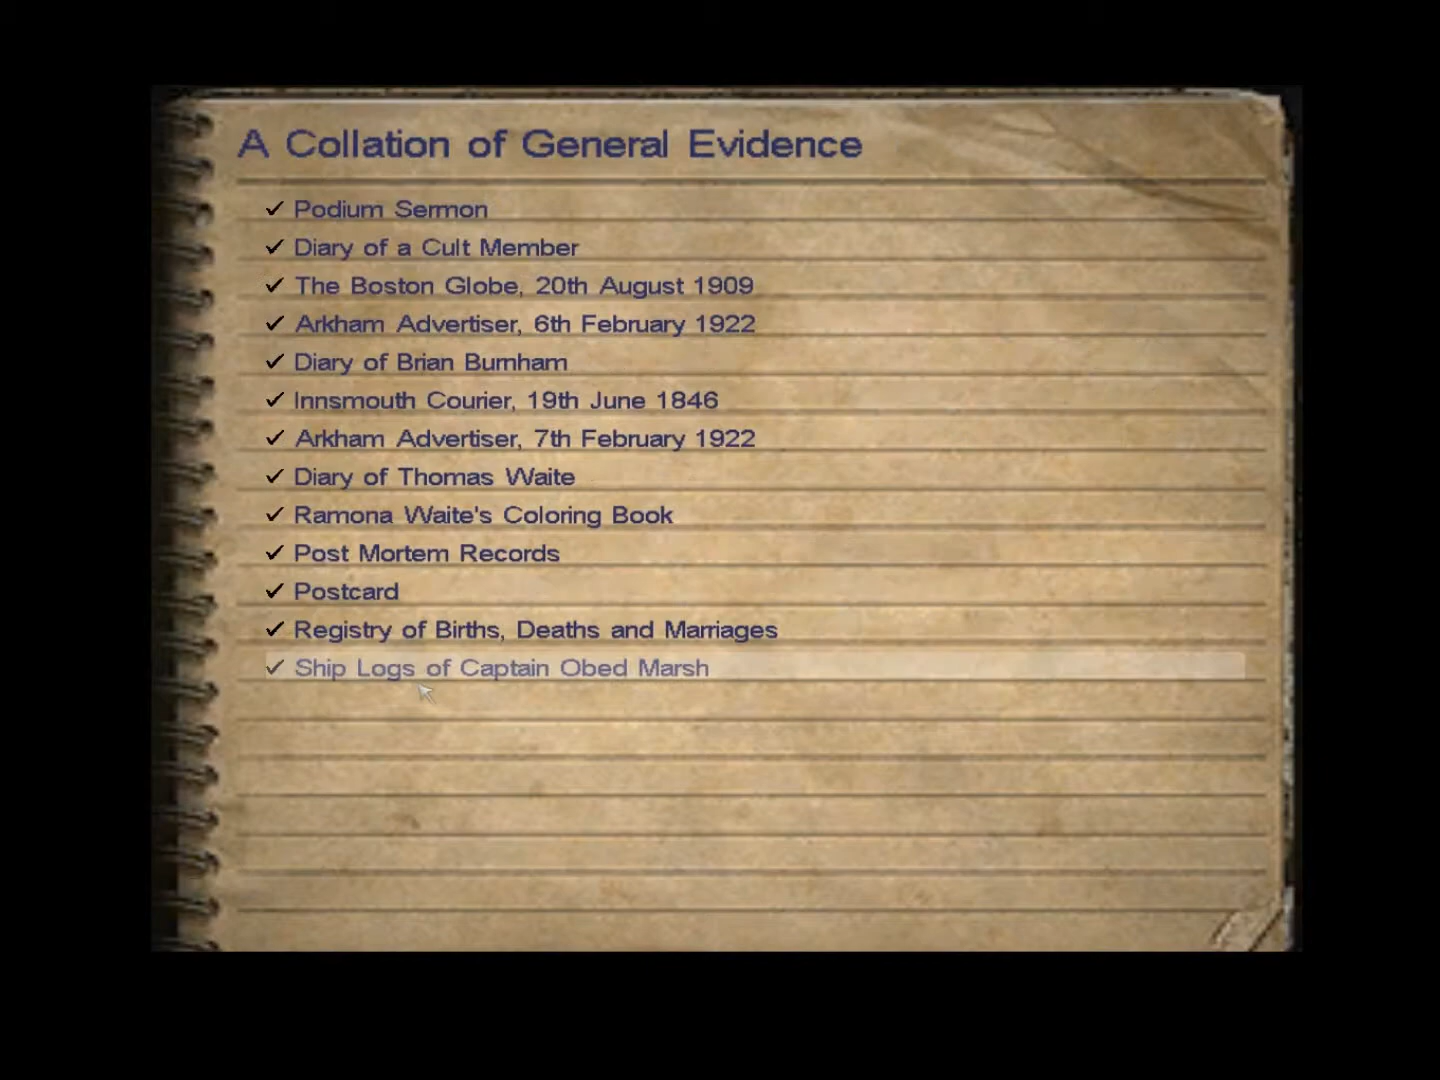 A Collation of General Evidence
✓ Podium Sermon
✓ Diary of a Cult Member
✓ The Boston Globe, 20th August 1909
✓ Arkham Advertiser, 6th February 1922
✓ Diary of Brian Burnham
✓ Innsmouth Courier, 19th June 1846
✓ Arkham Advertiser, 7th February 1922
✓ Diary of Thomas Waite
✓ Ramona Waite's Coloring Book
✓ Post Mortem Records
✓ Postcard
✓ Registry of Births, Deaths and Marriages
✓ Ship Logs of Captain Obed Marsh